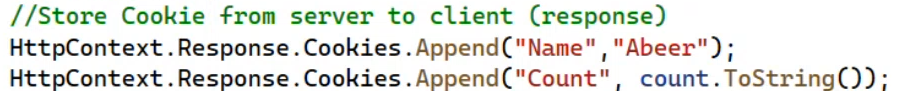 //Store Cookie from server to client (response)
HttpContext.Response.Cookies.Append("Name","Abeer");
HttpContext.Response.Cookies.Append("Count", count.ToString());